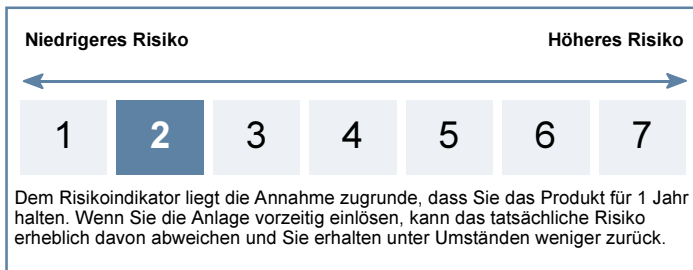 Niedrigeres Risiko Höheres Risiko
1 2 3 4 5 6 7
Dem Risikoindikator liegt die Annahme zugrunde, dass Sie das Produkt für 1 Jahr
halten. Wenn Sie die Anlage vorzeitig einlösen, kann das tatsächliche Risiko
erheblich davon abweichen und Sie erhalten unter Umständen weniger zurück.